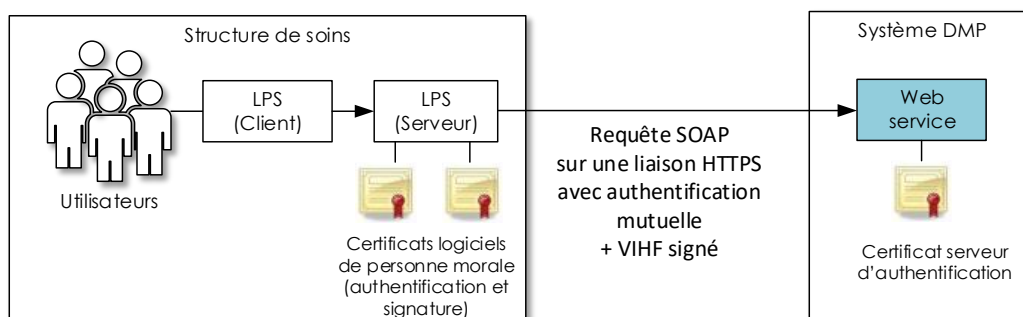 Structure de soins
Utilisateurs
LPS
(Client)
LPS
(Serveur)
Certificats logiciels
de personne morale
(authentification et
signature)
Requête SOAP
sur une liaison HTTPS
avec authentification
mutuelle
+ VIHF signé
Système DMP
Web
service
Certificat serveur
d’authentification